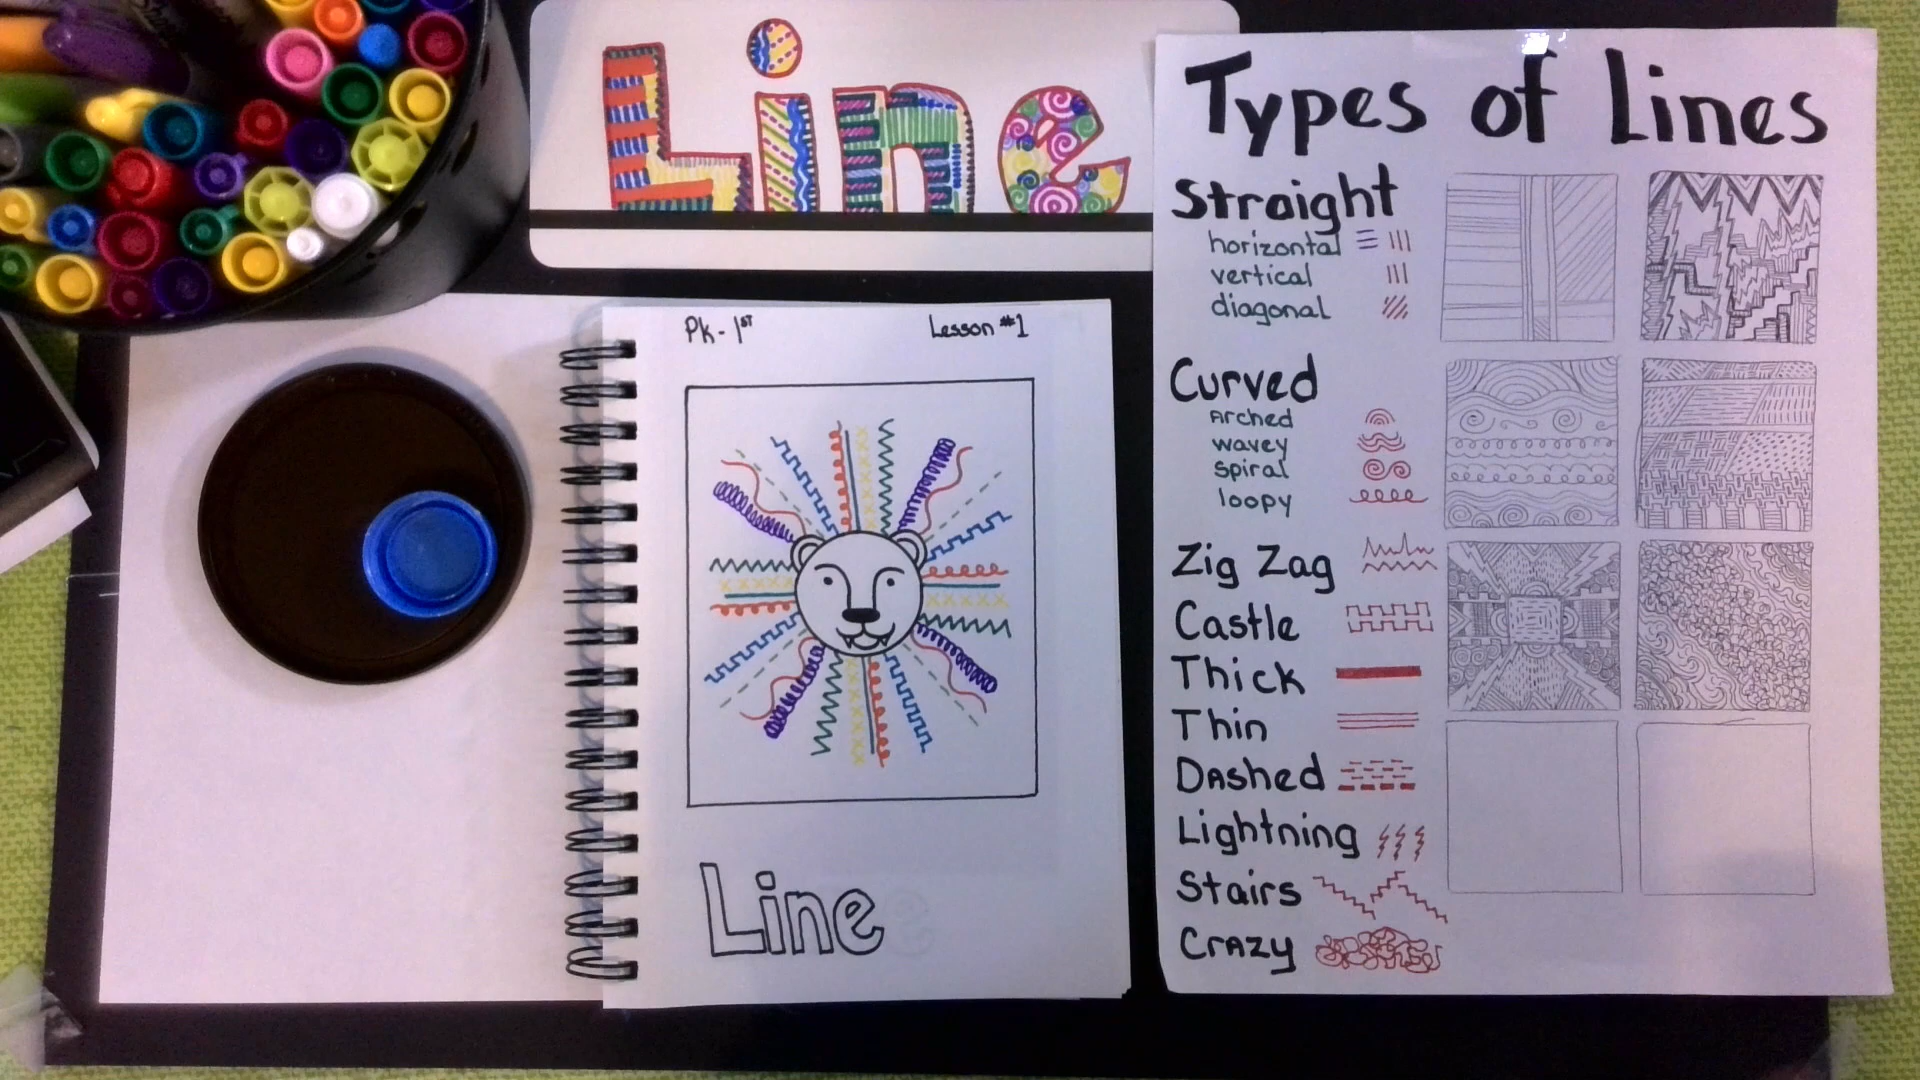 Line
Pk-1ST
Lesson #1
Line
Types of Lines
Straight
horizontal
vertical
diagonal
Curved
Arched
wavey
spiral
loopy
Zig Zag
Castle
Thick
Thin
Dashed
Lightning
Stairs
Crazy